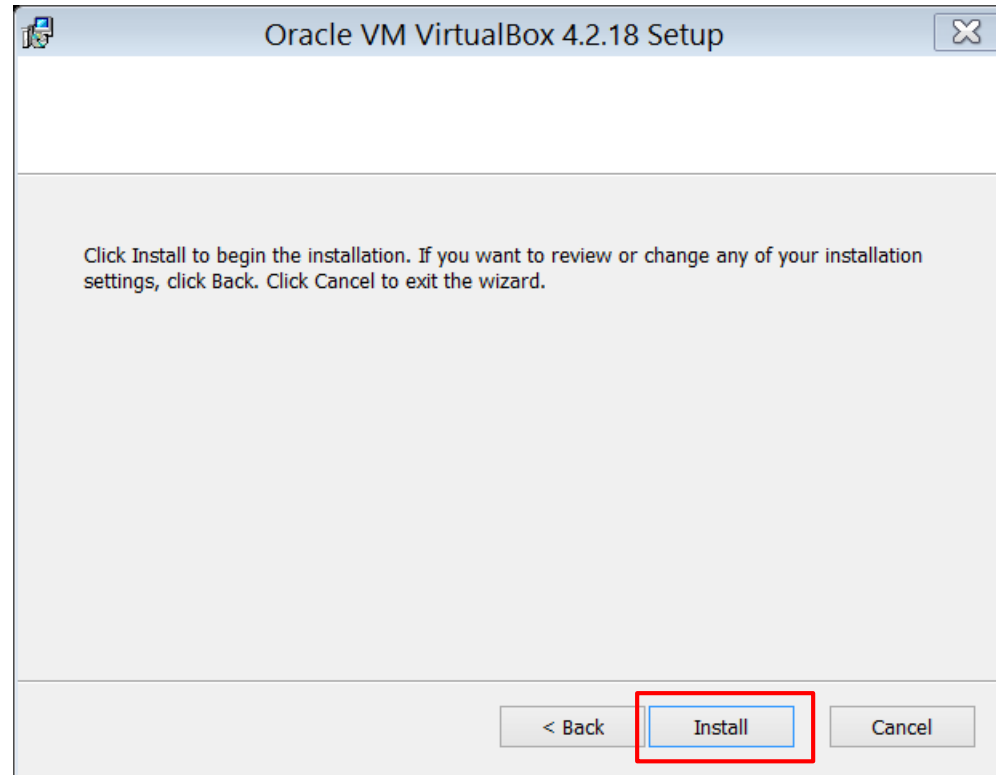 Oracle VM VirtualBox 4.2.18 Setup
Click Install to begin the installation. If you want to review or change any of your installation
settings, click Back. Click Cancel to exit the wizard.
< Back Install Cancel